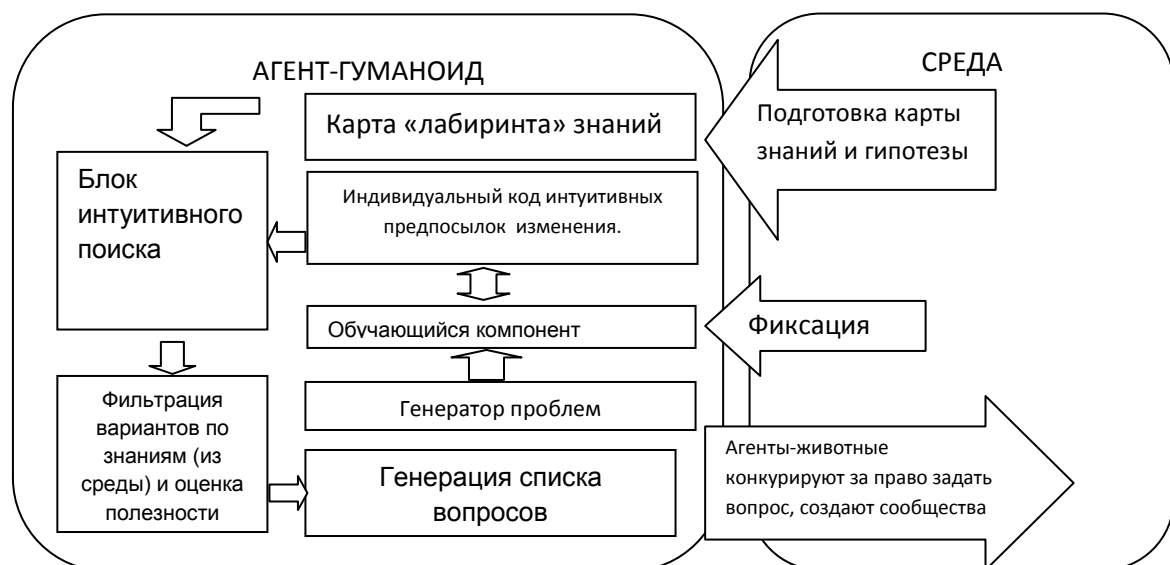 АГЕНТ-ГУМАНОИД
СРЕДА
Карта «лабиринта» знаний
Подготовка карты
знаний и гипотезы
Блок
интуитивного
поиска
Индивидуальный код интуитивных
предпосылок изменения.
Обучающийся компонент
Фиксация
Фильтрация
вариантов по
знаниям (из
среды) и оценка
полезности
Генератор проблем
Генерация списка
вопросов
Агенты-животные
конкурируют за право задать
вопрос, создают сообщества